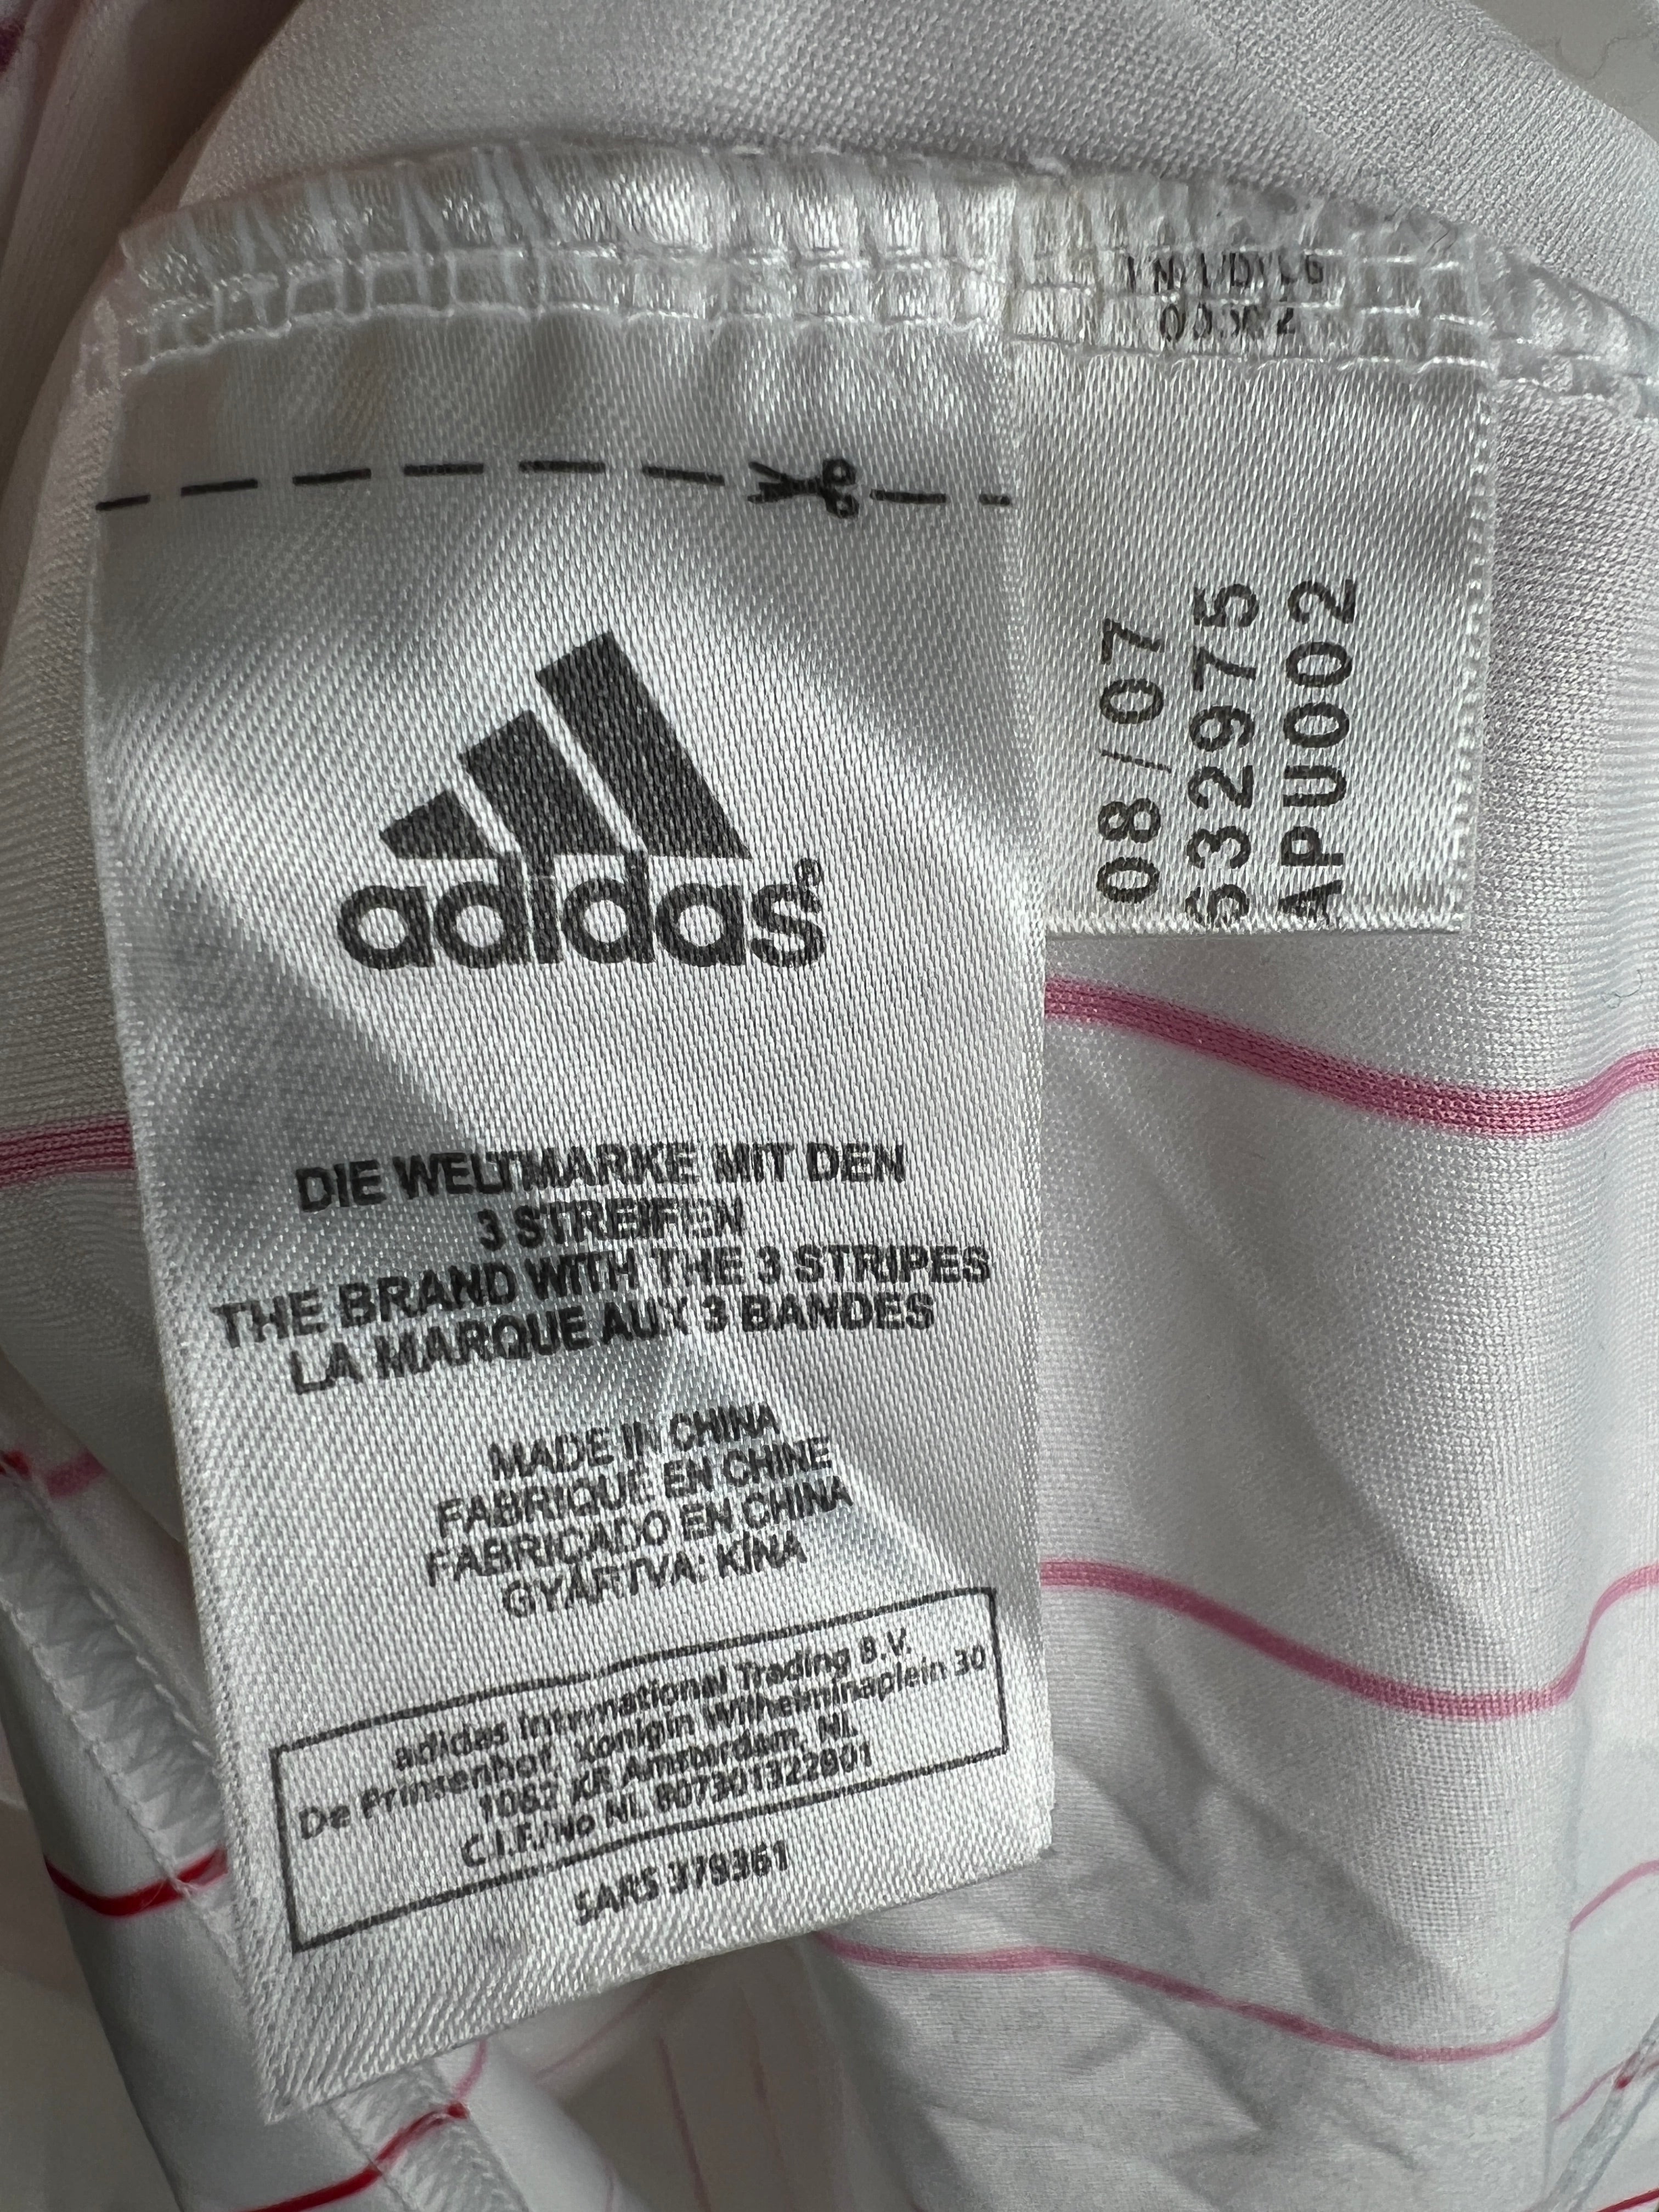 adidas®
DIE WELTMARKE MIT DEN
3 STREIFEN
THE BRAND WITH THE 3 STRIPES
LA MARQUE AUX 3 BANDES
MADE IN CHINA
FABRIQUÉ EN CHINE
FABRICADO EN CHINA
GYÁRTVA: KÍNA
adidas International Trading B.V.
De Prinsenhof, Konigin Wilhelminaplein 30
1062 KR Amsterdam, NL
C.I.F./No NL 807301322B01
SARS 379361
08/07
632975
APU002